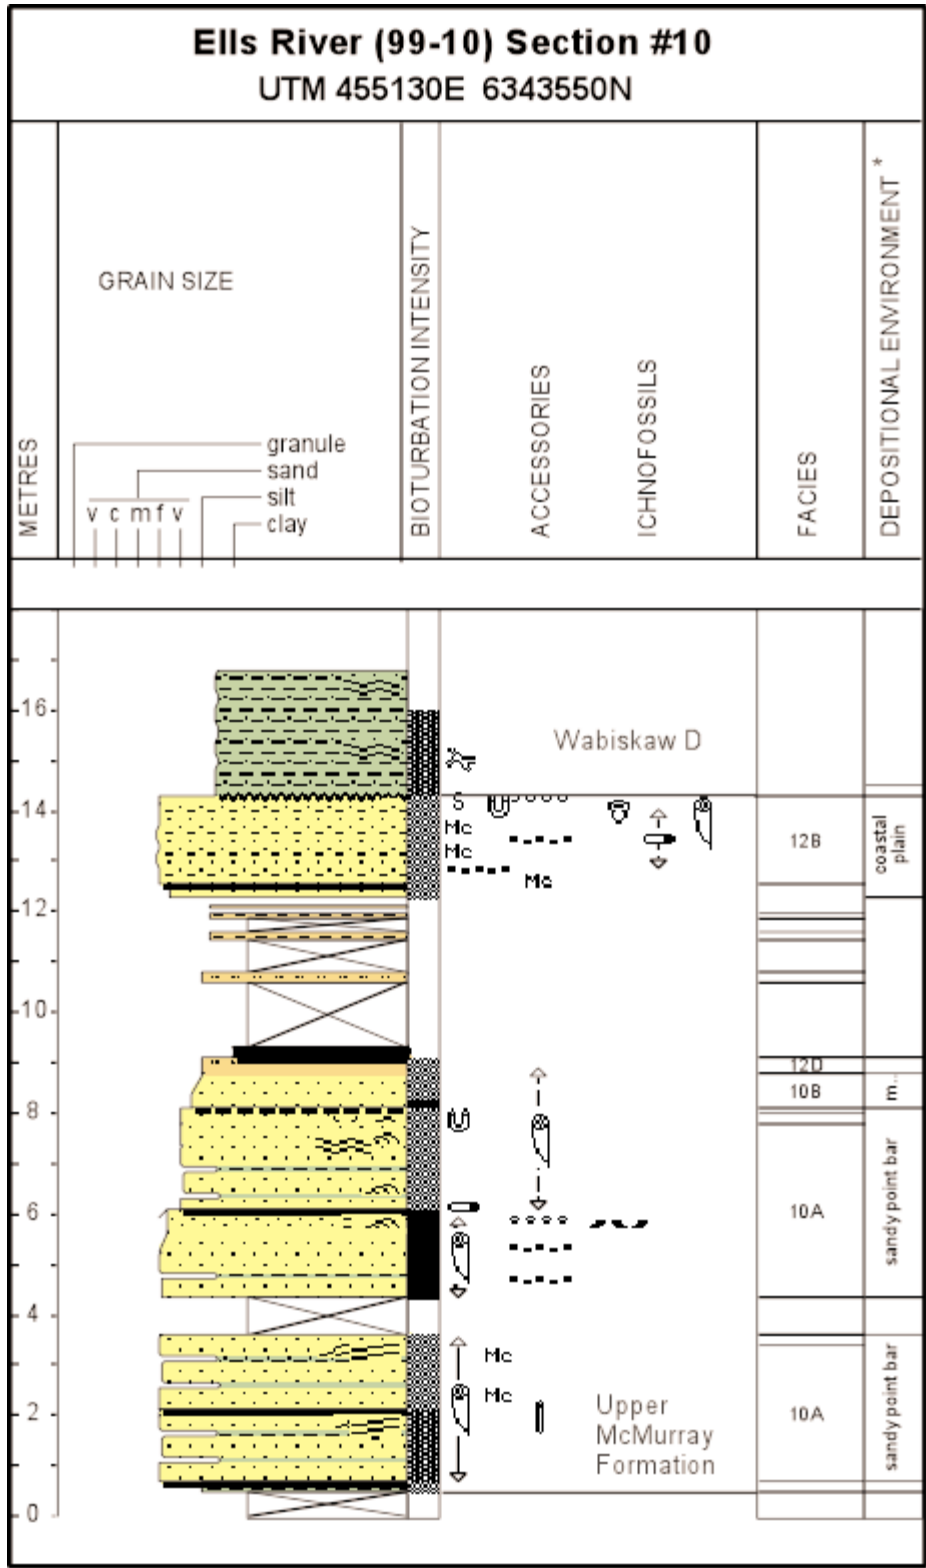 Ells River (99-10) Section #10
UTM 455130E 6343550N
METRES
GRAIN SIZE
granule
sand
silt
clay
v c m f v
BIOTURBATION INTENSITY
ACCESSORIES
ICHNOFOSSILS
FACIES
DEPOSITIONAL ENVIRONMENT *
16
Wabiskaw D
14
S
Mc
12B
coastal
plain
Mc
Mc
12
10
12D
10B
m..
8
10A
sandy point bar
6
4
Mc
Mc
2
10A
sandy point bar
Upper
McMurray
Formation
0